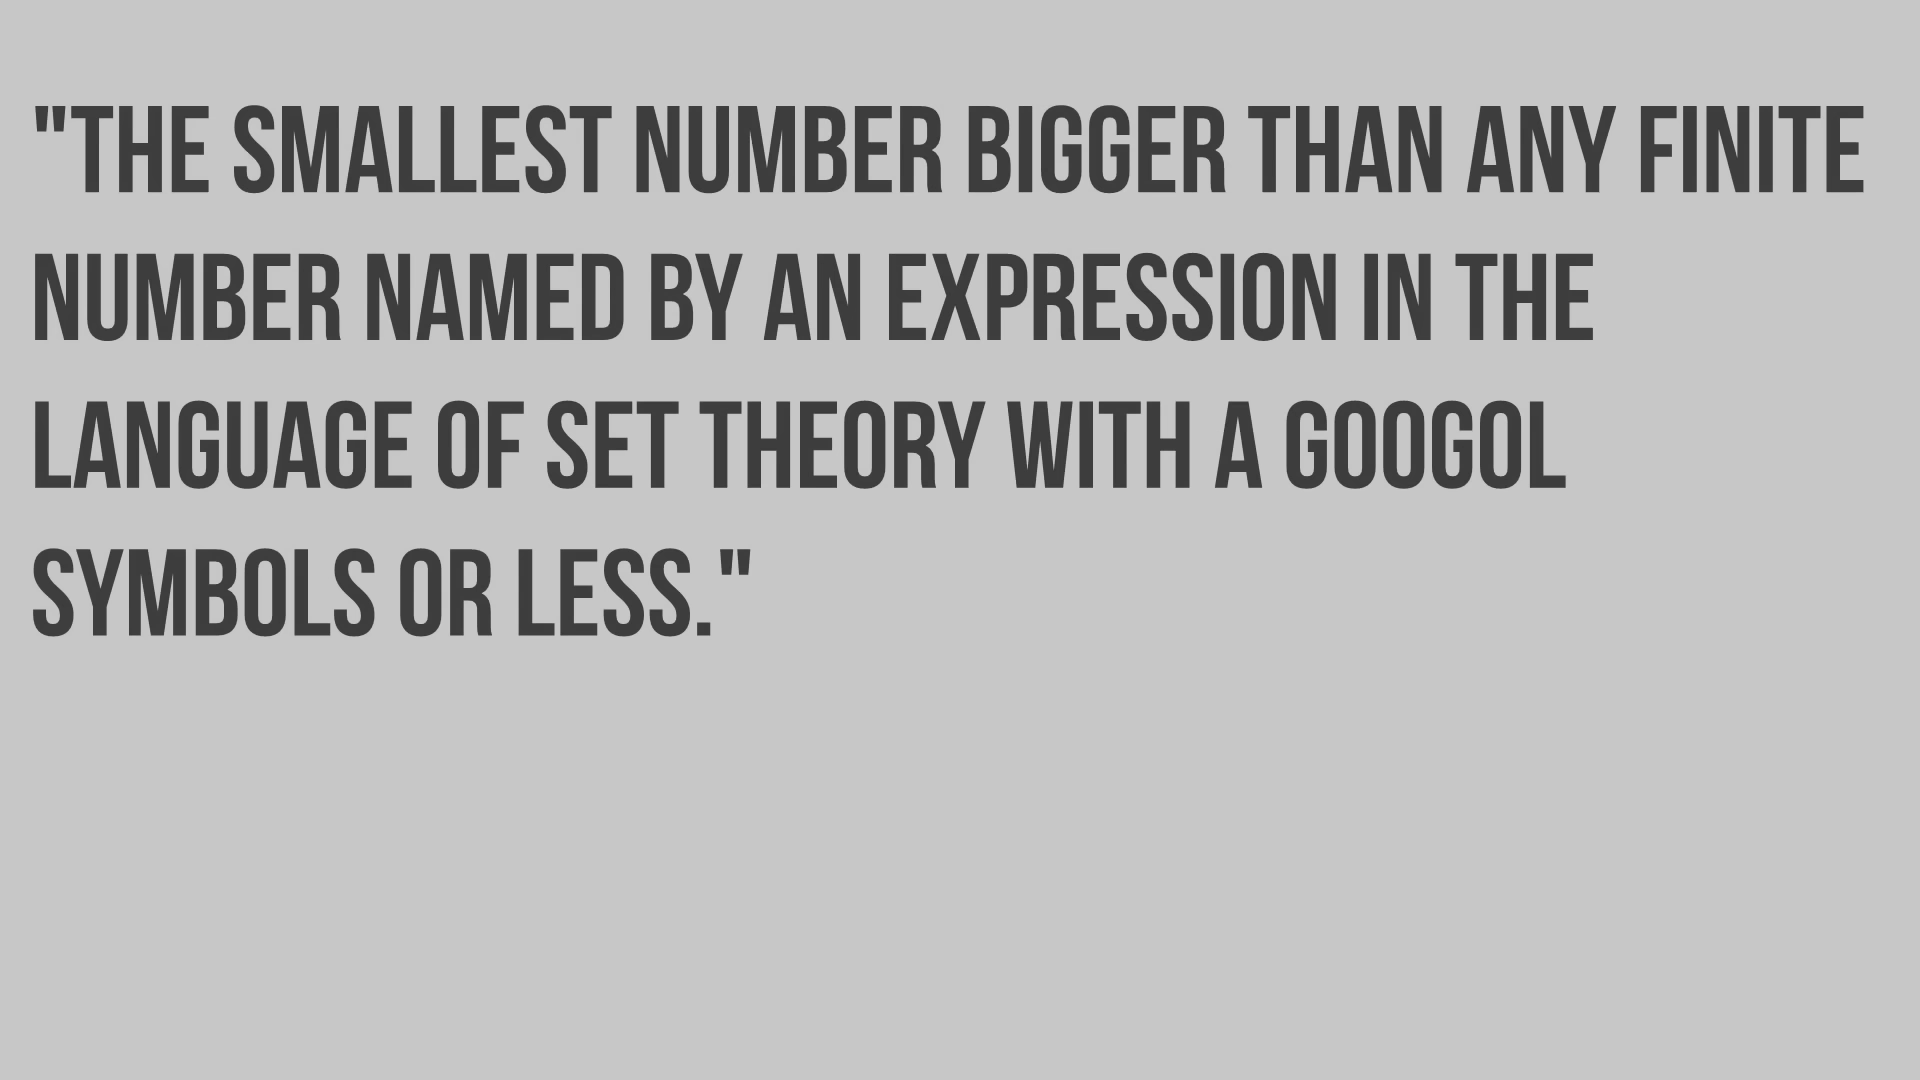 "THE SMALLEST NUMBER BIGGER THAN ANY FINITE
NUMBER NAMED BY AN EXPRESSION IN THE
LANGUAGE OF SET THEORY WITH A GOOGOL
SYMBOLS OR LESS."